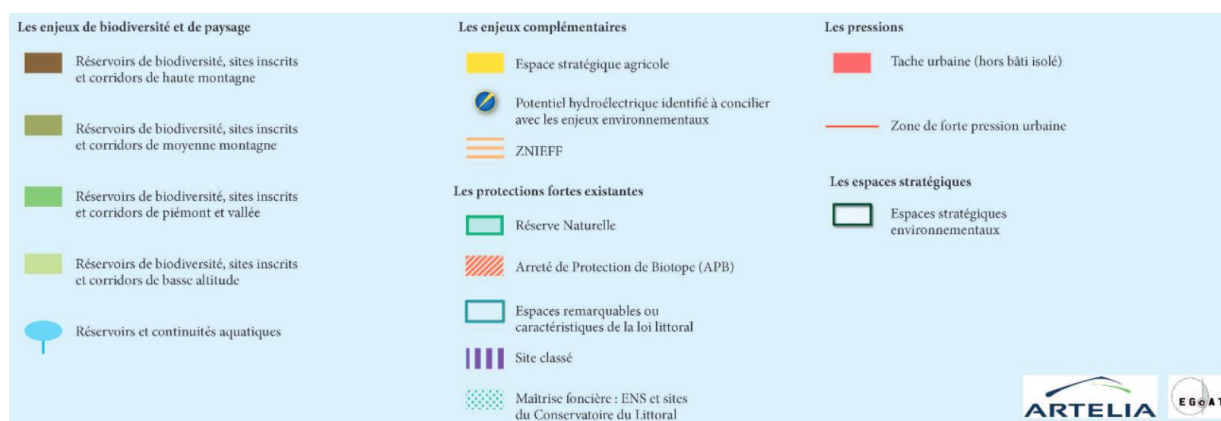 Les enjeux de biodiversité et de paysage
Réservoirs de biodiversité, sites inscrits
et corridors de haute montagne
Réservoirs de biodiversité, sites inscrits
et corridors de moyenne montagne
Réservoirs de biodiversité, sites inscrits
et corridors de piémont et vallée
Réservoirs de biodiversité, sites inscrits
et corridors de basse altitude
Réservoirs et continuités aquatiques
Les enjeux complémentaires
Espace stratégique agricole
Potentiel hydroélectrique identifié à concilier
avec les enjeux environnementaux
ZNIEFF
Les protections fortes existantes
Réserve Naturelle
Arreté de Protection de Biotope (APB)
Espaces remarquables ou
caractéristiques de la loi littoral
Site classé
Maîtrise foncière : ENS et sites
du Conservatoire du Littoral
Les pressions
Tache urbaine (hors bâti isolé)
Zone de forte pression urbaine
Les espaces stratégiques
Espaces stratégiques
environnementaux
ARTELIA
EGeAT